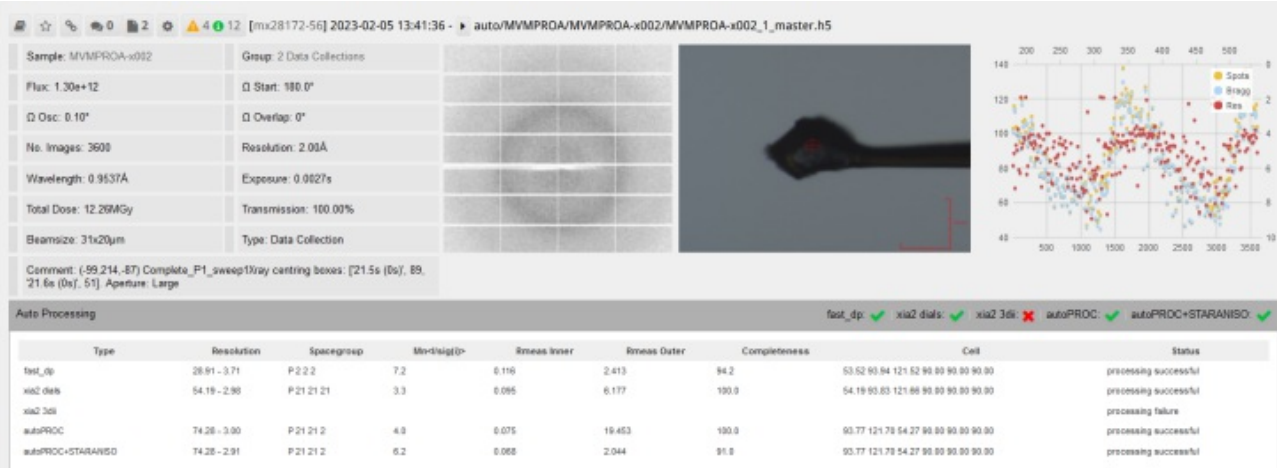 0 2 4 12 [mx28172-56] 2023-02-05 13:41:36 - auto/MVMPROA/MVMPROA-x002/MVMPROA-x002_1_master.h5
Sample: MVMPROA-x002 Group: 2 Data Collections
Flux: 1.30e+12 Ω Start: 180.0°
Ω Osc: 0.10° Ω Overlap: 0°
No. Images: 3600 Resolution: 2.00Å
Wavelength: 0.9537Å Exposure: 0.0027s
Total Dose: 12.26MGy Transmission: 100.00%
Beamsize: 31x20µm Type: Data Collection
Comment: (-99,214,-87) Complete_P1_sweep1Xray centring boxes: ['21.5s (0s)', 89,
'21.6s (0s)', 51]. Aperture: Large
200 250 300 350 400 450 500
140 0
Spots
Bragg 2
120
Res
100 4
80 6
60 8
40 10
500 1000 1500 2000 2500 3000 3500
Auto Processing fast_dp: xia2 dials: xia2 3dii: autoPROC: autoPROC+STARANISO:
Type Resolution Spacegroup Mn<I/sig(I)> Rmeas Inner Rmeas Outer Completeness Cell Status
fast_dp 28.91 - 3.71 P 2 2 2 7.2 0.116 2.413 94.2 53.52 93.94 121.52 90.00 90.00 90.00 processing successful
xia2 dials 54.19 - 2.98 P 21 21 21 3.3 0.095 6.177 100.0 54.19 93.83 121.66 90.00 90.00 90.00 processing successful
xia2 3dii processing failure
autoPROC 74.28 - 3.00 P 21 21 2 4.0 0.075 19.453 100.0 93.77 121.70 54.27 90.00 90.00 90.00 processing successful
autoPROC+STARANISO 74.28 - 2.91 P 21 21 2 6.2 0.068 2.044 91.0 93.77 121.70 54.27 90.00 90.00 90.00 processing successful